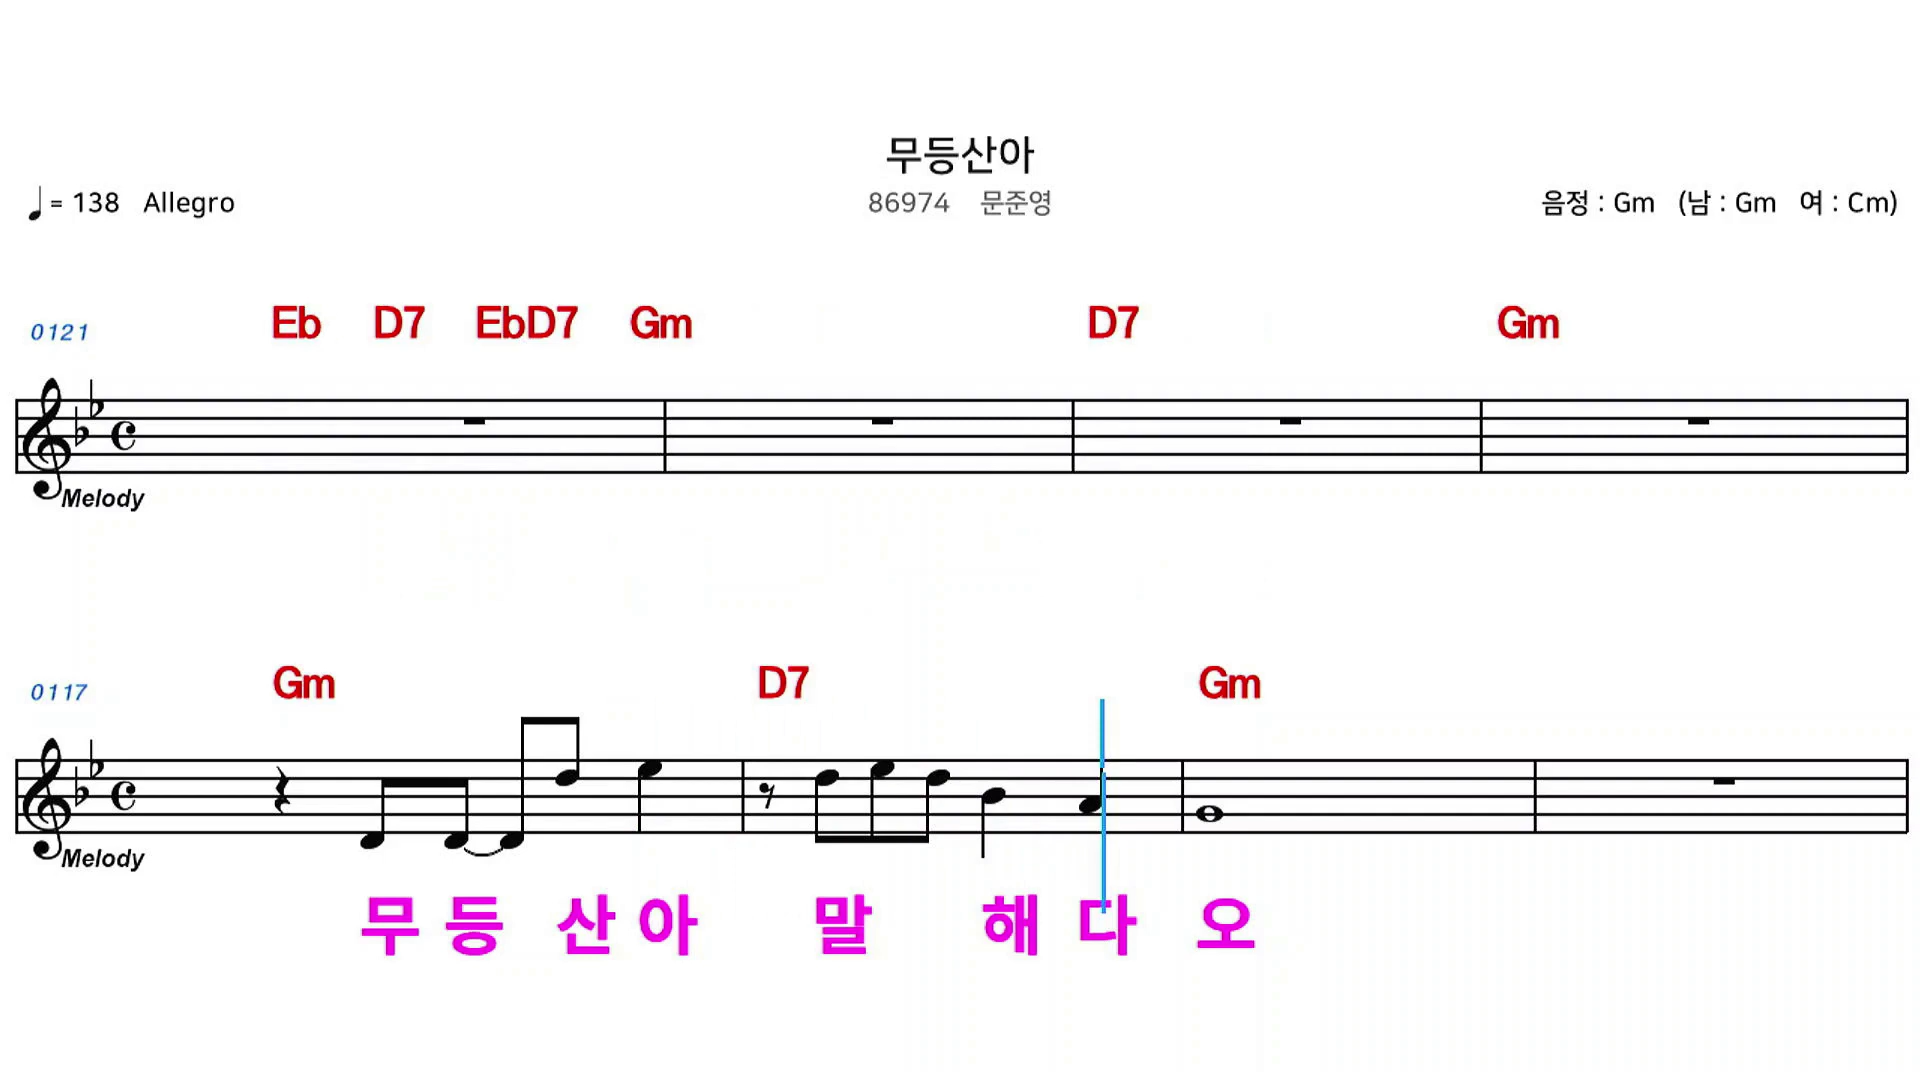 무등산아
♩ = 138 Allegro 86974 문준영 음정 : Gm (남 : Gm 여 : Cm)
0121 Eb D7 EbD7 Gm D7 Gm
Melody
0117 Gm D7 Gm
Melody
무 등 산 아 말 해 다 오